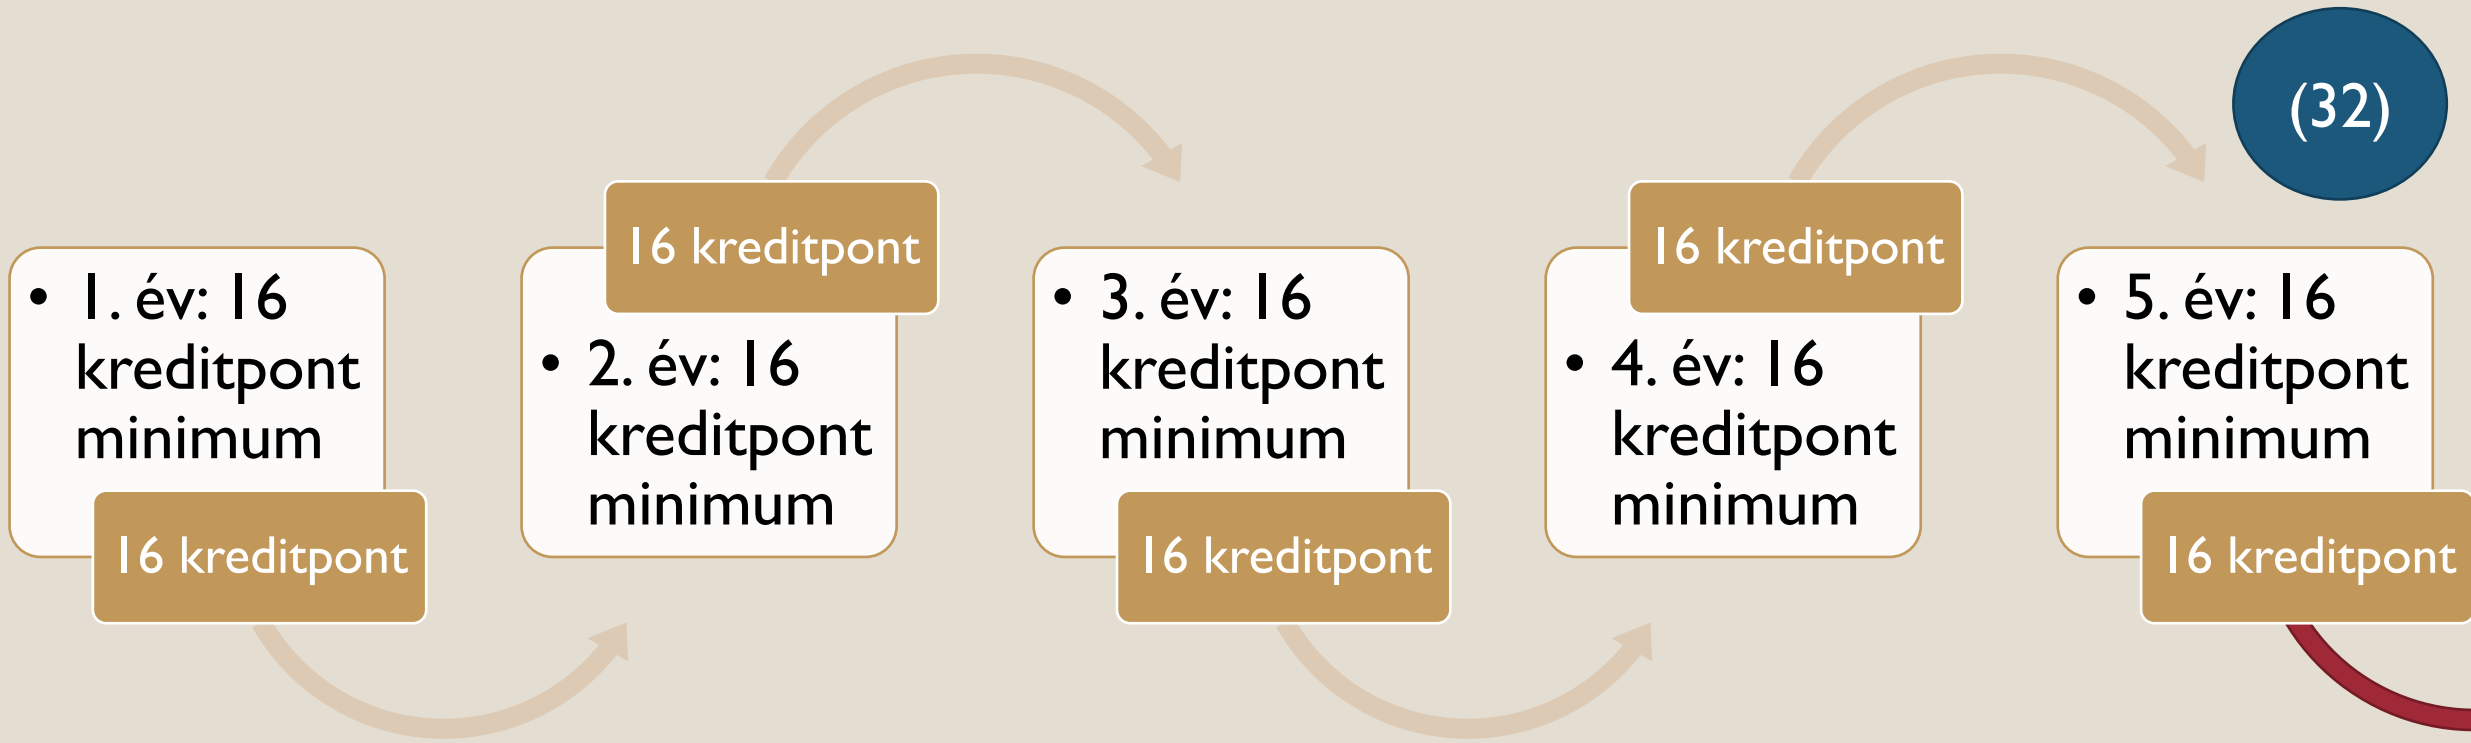 • 1. év: 16
kreditpont
minimum
16 kreditpont
16 kreditpont
• 2. év: 16
kreditpont
minimum
• 3. év: 16
kreditpont
minimum
16 kreditpont
16 kreditpont
• 4. év: 16
kreditpont
minimum
(32)
• 5. év: 16
kreditpont
minimum
16 kreditpont